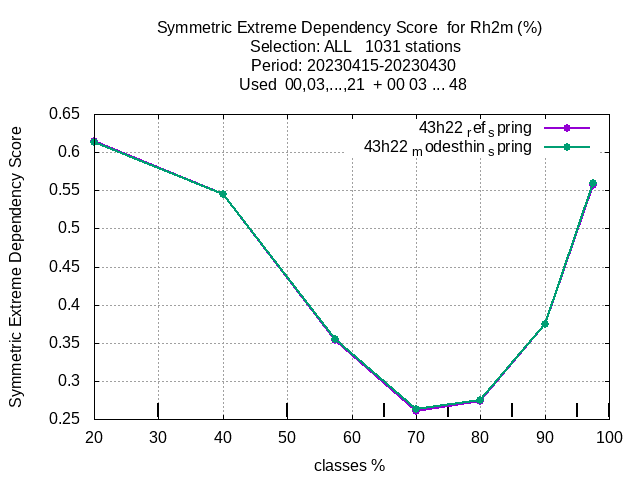 Symmetric Extreme Dependency Score  for Rh2m (%)
Selection: ALL   1031 stations
Period: 20230415-20230430
Used  00,03,...,21  + 00 03 ... 48
43h22 ref spring
43h22 modesthin spring
Symmetric Extreme Dependency Score
0.65
0.6
0.55
0.5
0.45
0.4
0.35
0.3
0.25
20 30 40 50 60 70 80 90 100
classes %